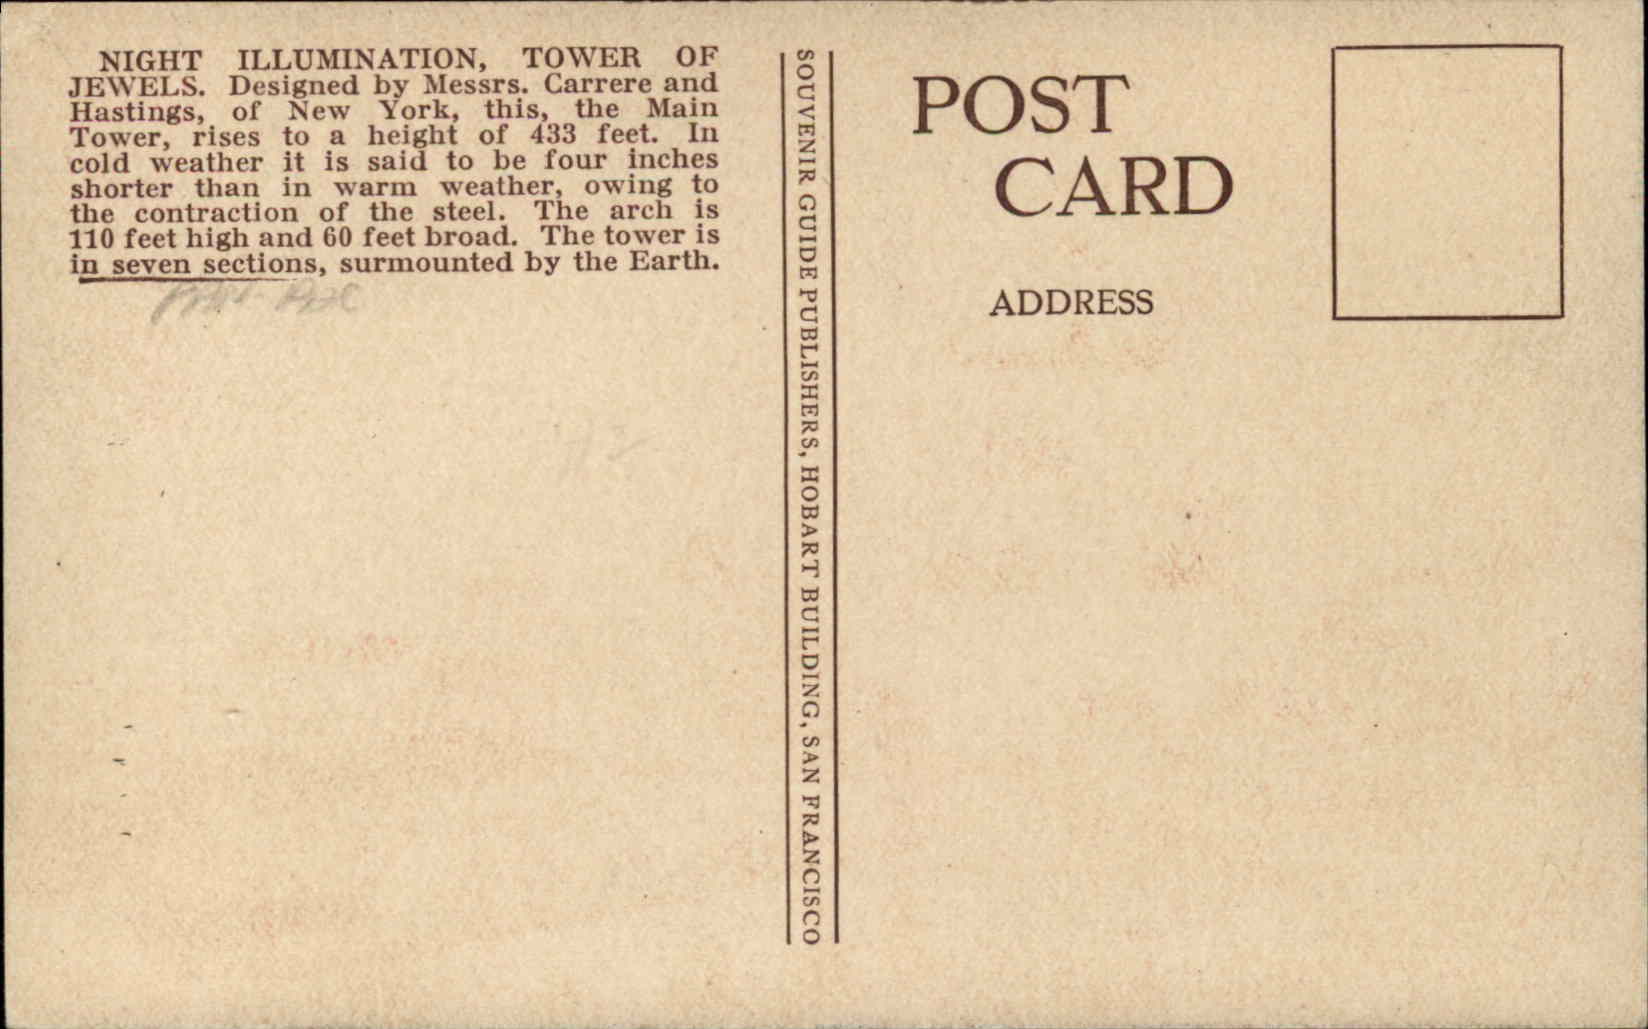 NIGHT ILLUMINATION, TOWER OF
JEWELS. Designed by Messrs. Carrere and
Hastings, of New York, this, the Main
Tower, rises to a height of 433 feet. In
cold weather it is said to be four inches
shorter than in warm weather, owing to
the contraction of the steel. The arch is
110 feet high and 60 feet broad. The tower is
in seven sections, surmounted by the Earth.
SOUVENIR GUIDE PUBLISHERS, HOBART BUILDING, SAN FRANCISCO
POST
CARD
ADDRESS